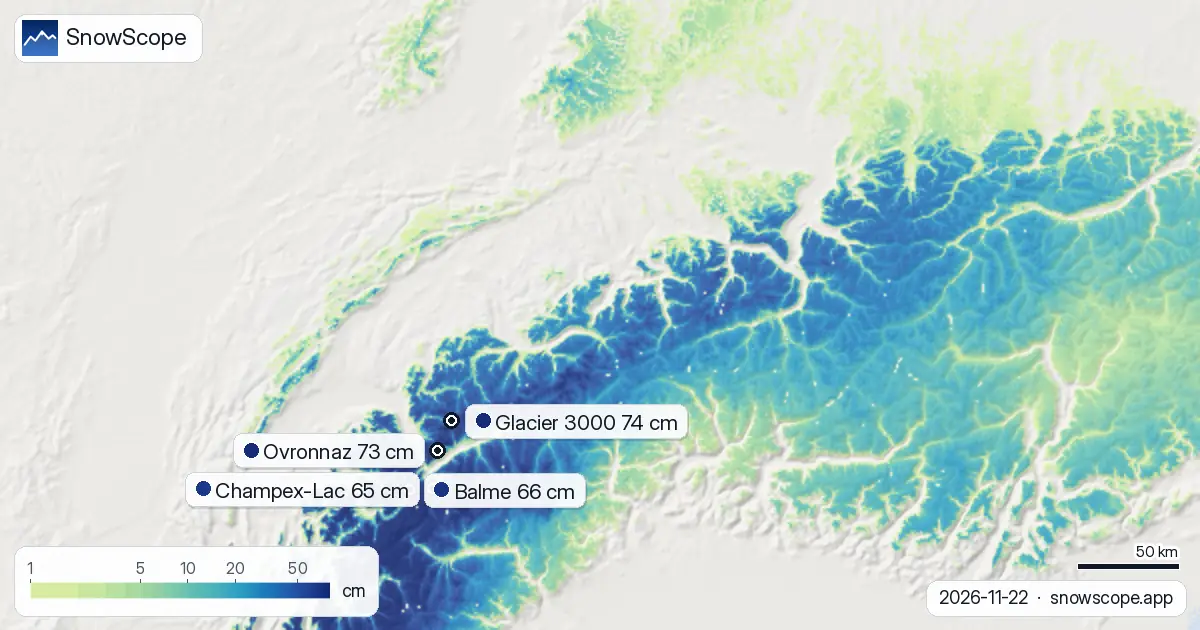 SnowScope
Glacier 3000 74 cm
Ovronnaz 73 cm
Champex-Lac 65 cm
Balme 66 cm
1 5 10 20 50
cm
50 km
2026-11-22 · snowscope.app